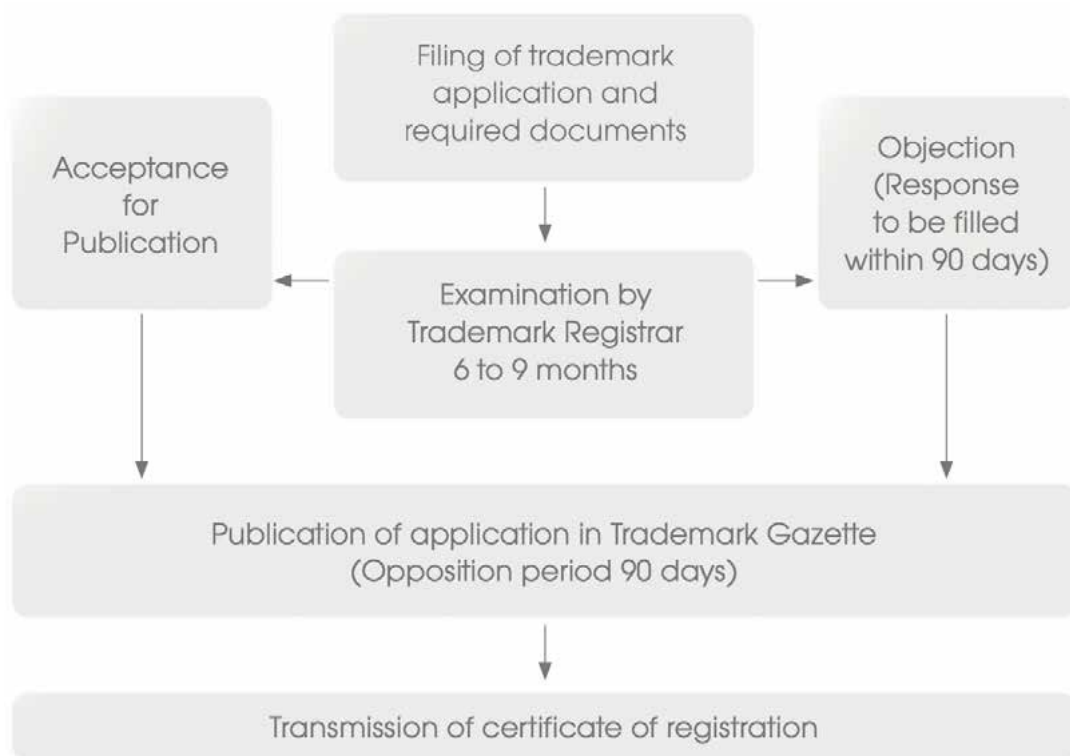 Filing of trademark
application and
required documents
Acceptance
for
Publication
Objection
(Response
to be filled
within 90 days)
Examination by
Trademark Registrar
6 to 9 months
Publication of application in Trademark Gazette
(Opposition period 90 days)
Transmission of certificate of registration